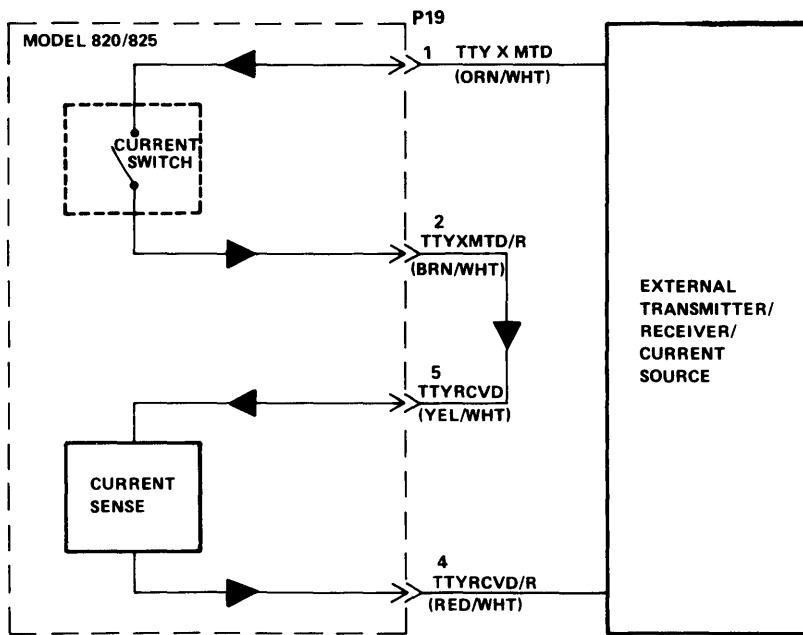 P19
MODEL 820/825
1
TTY X MTD
(ORN/WHT)
CURRENT
SWITCH
2
TTYXMTD/R
(BRN/WHT)
EXTERNAL
TRANSMITTER/
RECEIVER/
CURRENT
SOURCE
5
TTYRCVD
(YEL/WHT)
CURRENT
SENSE
4
TTYRCVD/R
(RED/WHT)